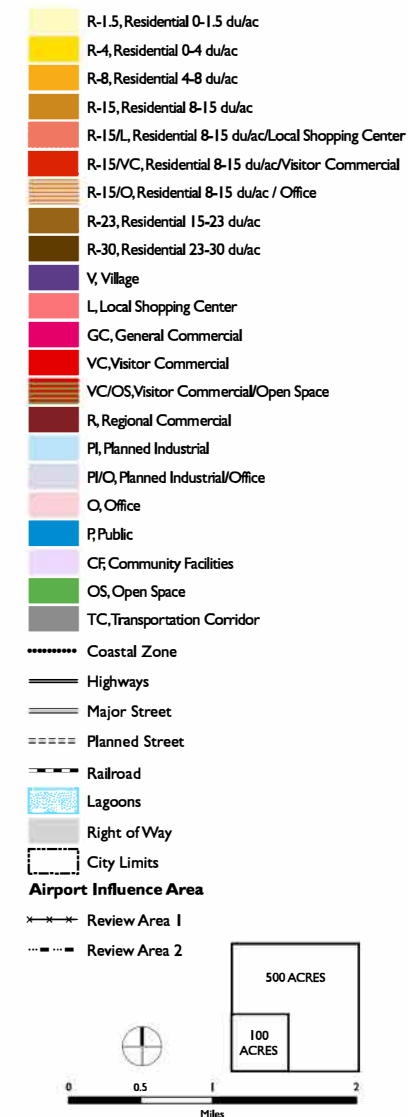 R-1.5, Residential 0-1.5 du/ac
R-4, Residential 0-4 du/ac
R-8, Residential 4-8 du/ac
R-15, Residential 8-15 du/ac
R-15/L, Residential 8-15 du/ac/Local Shopping Center
R-15/VC, Residential 8-15 du/ac/Visitor Commercial
R-15/O, Residential 8-15 du/ac / Office
R-23, Residential 15-23 du/ac
R-30, Residential 23-30 du/ac
V, Village
L, Local Shopping Center
GC, General Commercial
VC, Visitor Commercial
VC/OS, Visitor Commercial/Open Space
R, Regional Commercial
PI, Planned Industrial
PI/O, Planned Industrial/Office
O, Office
P, Public
CF, Community Facilities
OS, Open Space
TC, Transportation Corridor
Coastal Zone
Highways
Major Street
Planned Street
Railroad
Lagoons
Right of Way
City Limits
Airport Influence Area
Review Area 1
Review Area 2
500 ACRES
100
ACRES
0 0.5 1 2
Miles